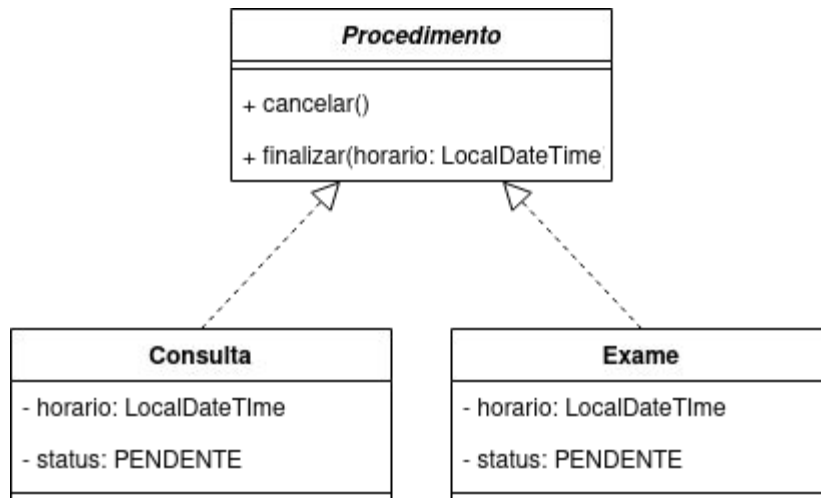 Procedimento
+ cancelar()
+ finalizar(horario: LocalDateTime
Consulta
- horario: LocalDateTIme
- status: PENDENTE
Exame
- horario: LocalDateTIme
- status: PENDENTE